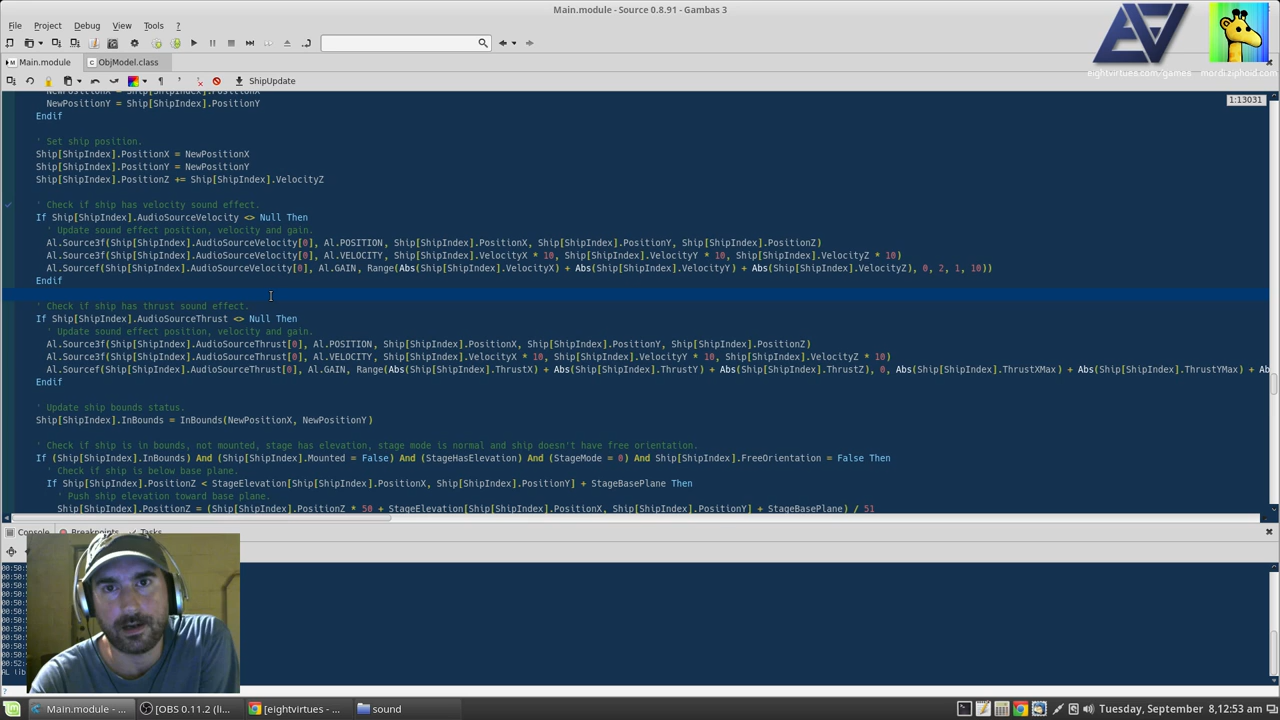 Main.module - Source 0.8.91 - Gambas 3
File Project Debug View Tools ?
Main.module ObjModel.class
eightvirtues.com/games mordi.ziphoid.com
ShipUpdate
1:13031
NewPositionY = Ship[ShipIndex].PositionY
Endif
' Set ship position.
Ship[ShipIndex].PositionX = NewPositionX
Ship[ShipIndex].PositionY = NewPositionY
Ship[ShipIndex].PositionZ += Ship[ShipIndex].VelocityZ
' Check if ship has velocity sound effect.
If Ship[ShipIndex].AudioSourceVelocity <> Null Then
' Update sound effect position, velocity and gain.
Al.Source3f(Ship[ShipIndex].AudioSourceVelocity[0], Al.POSITION, Ship[ShipIndex].PositionX, Ship[ShipIndex].PositionY, Ship[ShipIndex].PositionZ)
Al.Source3f(Ship[ShipIndex].AudioSourceVelocity[0], Al.VELOCITY, Ship[ShipIndex].VelocityX * 10, Ship[ShipIndex].VelocityY * 10, Ship[ShipIndex].VelocityZ * 10)
Al.Sourcef(Ship[ShipIndex].AudioSourceVelocity[0], Al.GAIN, Range(Abs(Ship[ShipIndex].VelocityX) + Abs(Ship[ShipIndex].VelocityY) + Abs(Ship[ShipIndex].VelocityZ), 0, 2, 1, 10))
Endif
' Check if ship has thrust sound effect.
If Ship[ShipIndex].AudioSourceThrust <> Null Then
' Update sound effect position, velocity and gain.
Al.Source3f(Ship[ShipIndex].AudioSourceThrust[0], Al.POSITION, Ship[ShipIndex].PositionX, Ship[ShipIndex].PositionY, Ship[ShipIndex].PositionZ)
Al.Source3f(Ship[ShipIndex].AudioSourceThrust[0], Al.VELOCITY, Ship[ShipIndex].VelocityX * 10, Ship[ShipIndex].VelocityY * 10, Ship[ShipIndex].VelocityZ * 10)
Al.Sourcef(Ship[ShipIndex].AudioSourceThrust[0], Al.GAIN, Range(Abs(Ship[ShipIndex].ThrustX) + Abs(Ship[ShipIndex].ThrustY) + Abs(Ship[ShipIndex].ThrustZ), 0, Abs(Ship[ShipIndex].ThrustXMax) + Abs(Ship[ShipIndex].ThrustYMax) + Ab
Endif
' Update ship bounds status.
Ship[ShipIndex].InBounds = InBounds(NewPositionX, NewPositionY)
' Check if ship is in bounds, not mounted, stage has elevation, stage mode is normal and ship doesn't have free orientation.
If (Ship[ShipIndex].InBounds) And (Ship[ShipIndex].Mounted = False) And (StageHasElevation) And (StageMode = 0) And Ship[ShipIndex].FreeOrientation = False Then
' Check if ship is below base plane.
If Ship[ShipIndex].PositionZ < StageElevation[Ship[ShipIndex].PositionX, Ship[ShipIndex].PositionY] + StageBasePlane Then
' Push ship elevation toward base plane.
Ship[ShipIndex].PositionZ = (Ship[ShipIndex].PositionZ * 50 + StageElevation[Ship[ShipIndex].PositionX, Ship[ShipIndex].PositionY] + StageBasePlane) / 51
Console Breakpoints Tasks
Main.module - ... [OBS 0.11.2 (li... [eightvirtues - ... sound Tuesday, September 8, 12:53 am